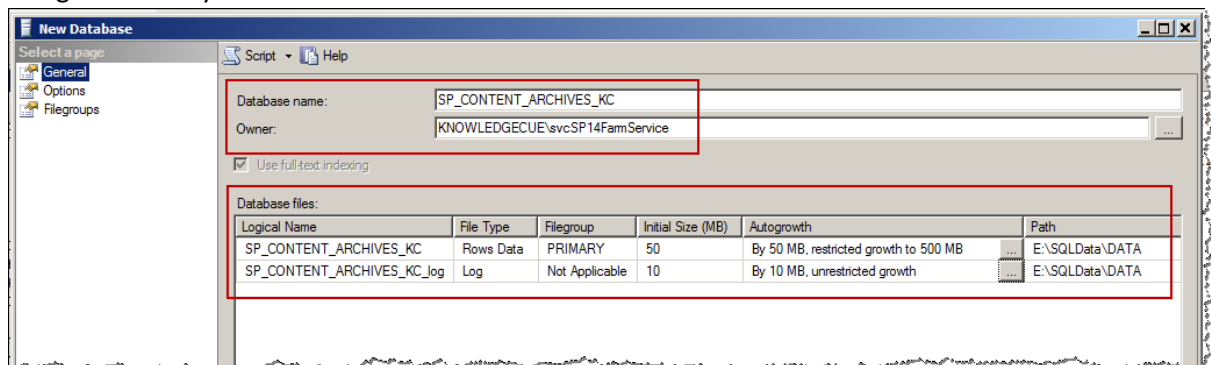 New Database
Select a page
General
Options
Filegroups
Script Help
Database name: SP_CONTENT_ARCHIVES_KC
Owner: KNOWLEDGECUE\svcSP14FarmService ...
Use full-text indexing
Database files:
Logical Name File Type Filegroup Initial Size (MB) Autogrowth Path
SP_CONTENT_ARCHIVES_KC Rows Data PRIMARY 50 By 50 MB, restricted growth to 500 MB ... E:\SQLData\DATA
SP_CONTENT_ARCHIVES_KC_log Log Not Applicable 10 By 10 MB, unrestricted growth ... E:\SQLData\DATA